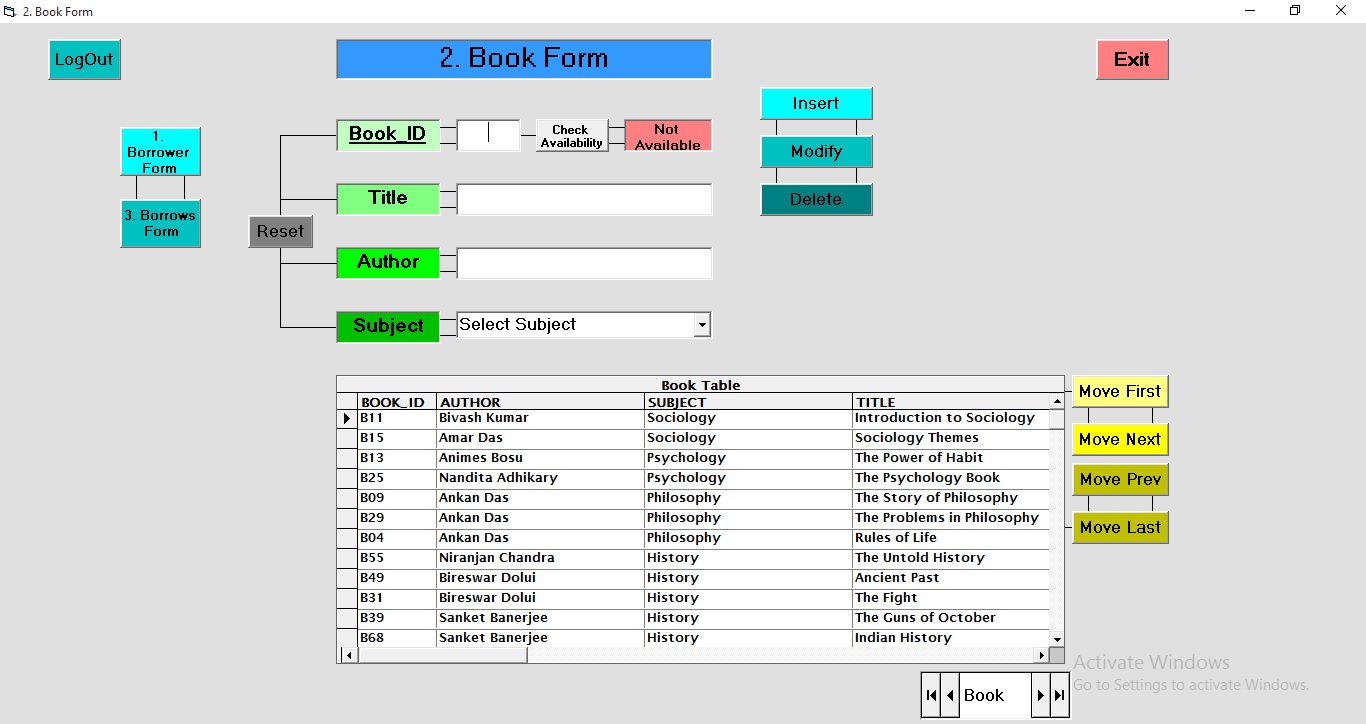 2. Book Form
LogOut
2. Book Form
Exit
Insert
Modify
Delete
1.
Borrower
Form
3. Borrows
Form
Reset
Book_ID
Check
Availability
Not
Available
Title
Author
Subject
Select Subject
Book Table
BOOK_ID AUTHOR SUBJECT TITLE
B11 Bivash Kumar Sociology Introduction to Sociology
B15 Amar Das Sociology Sociology Themes
B13 Animes Bosu Psychology The Power of Habit
B25 Nandita Adhikary Psychology The Psychology Book
B09 Ankan Das Philosophy The Story of Philosophy
B29 Ankan Das Philosophy The Problems in Philosophy
B04 Ankan Das Philosophy Rules of Life
B55 Niranjan Chandra History The Untold History
B49 Bireswar Dolui History Ancient Past
B31 Bireswar Dolui History The Fight
B39 Sanket Banerjee History The Guns of October
B68 Sanket Banerjee History Indian History
Move First
Move Next
Move Prev
Move Last
Book
Activate Windows
Go to Settings to activate Windows.